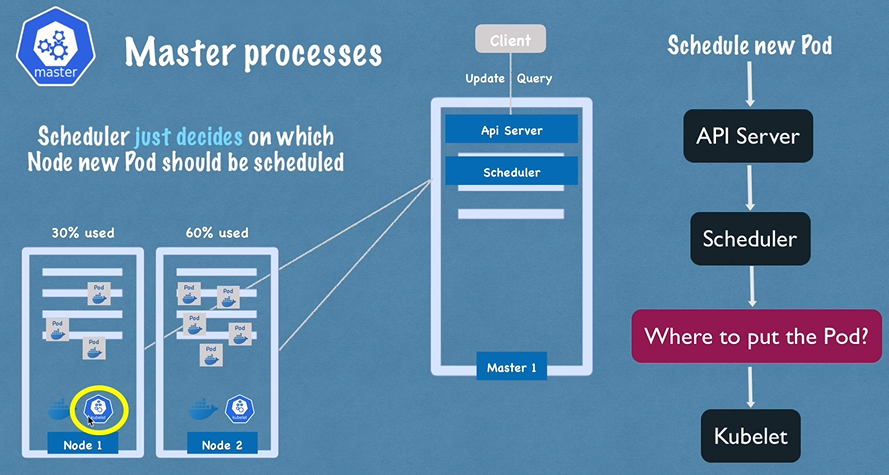 master
Master processes
Scheduler just decides on which
Node new Pod should be scheduled
30% used
60% used
Pod
Pod
Pod
Node 1
kubelet
Pod
Pod
Pod
Pod
Pod
kubelet
Node 2
Client
Update
Query
Api Server
Scheduler
Master 1
Schedule new Pod
API Server
Scheduler
Where to put the Pod?
Kubelet